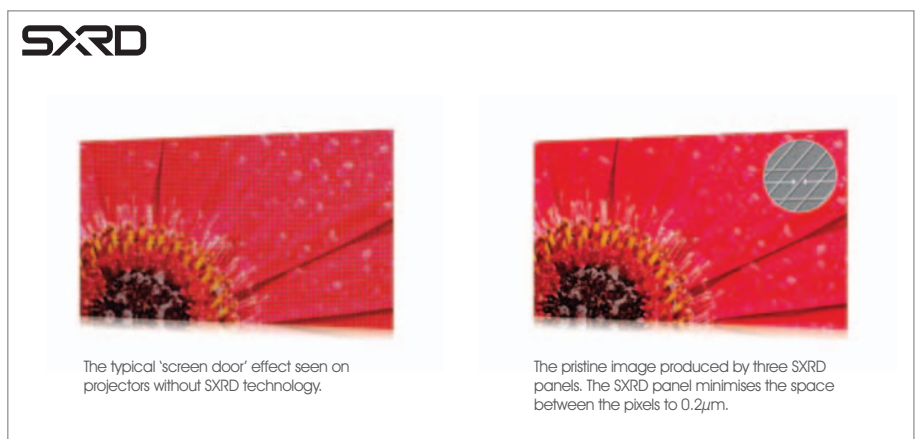 SXRD
The typical ‘screen door’ effect seen on
projectors without SXRD technology.
The pristine image produced by three SXRD
panels. The SXRD panel minimises the space
between the pixels to 0.2µm.